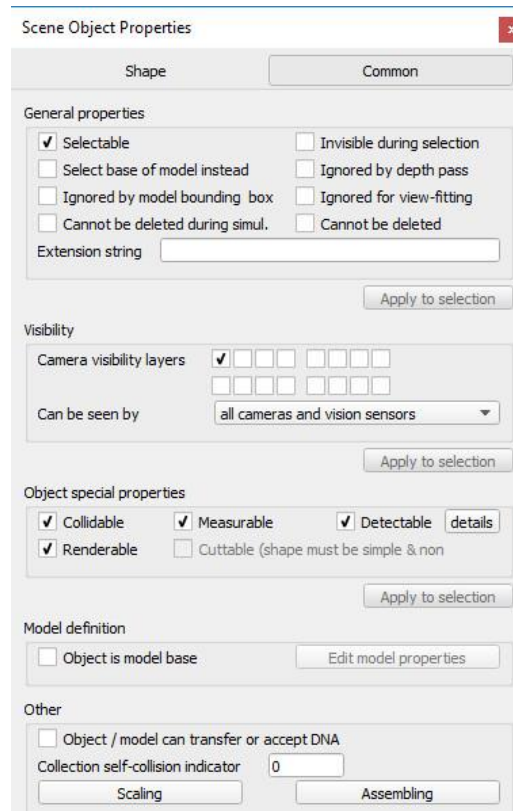 Scene Object Properties
x
Shape Common
General properties
Selectable Invisible during selection
Select base of model instead Ignored by depth pass
Ignored by model bounding box Ignored for view-fitting
Cannot be deleted during simul. Cannot be deleted
Extension string
Apply to selection
Visibility
Camera visibility layers
Can be seen by all cameras and vision sensors
Apply to selection
Object special properties
Collidable Measurable Detectable details
Renderable Cuttable (shape must be simple & non
Apply to selection
Model definition
Object is model base Edit model properties
Other
Object / model can transfer or accept DNA
Collection self-collision indicator 0
Scaling Assembling